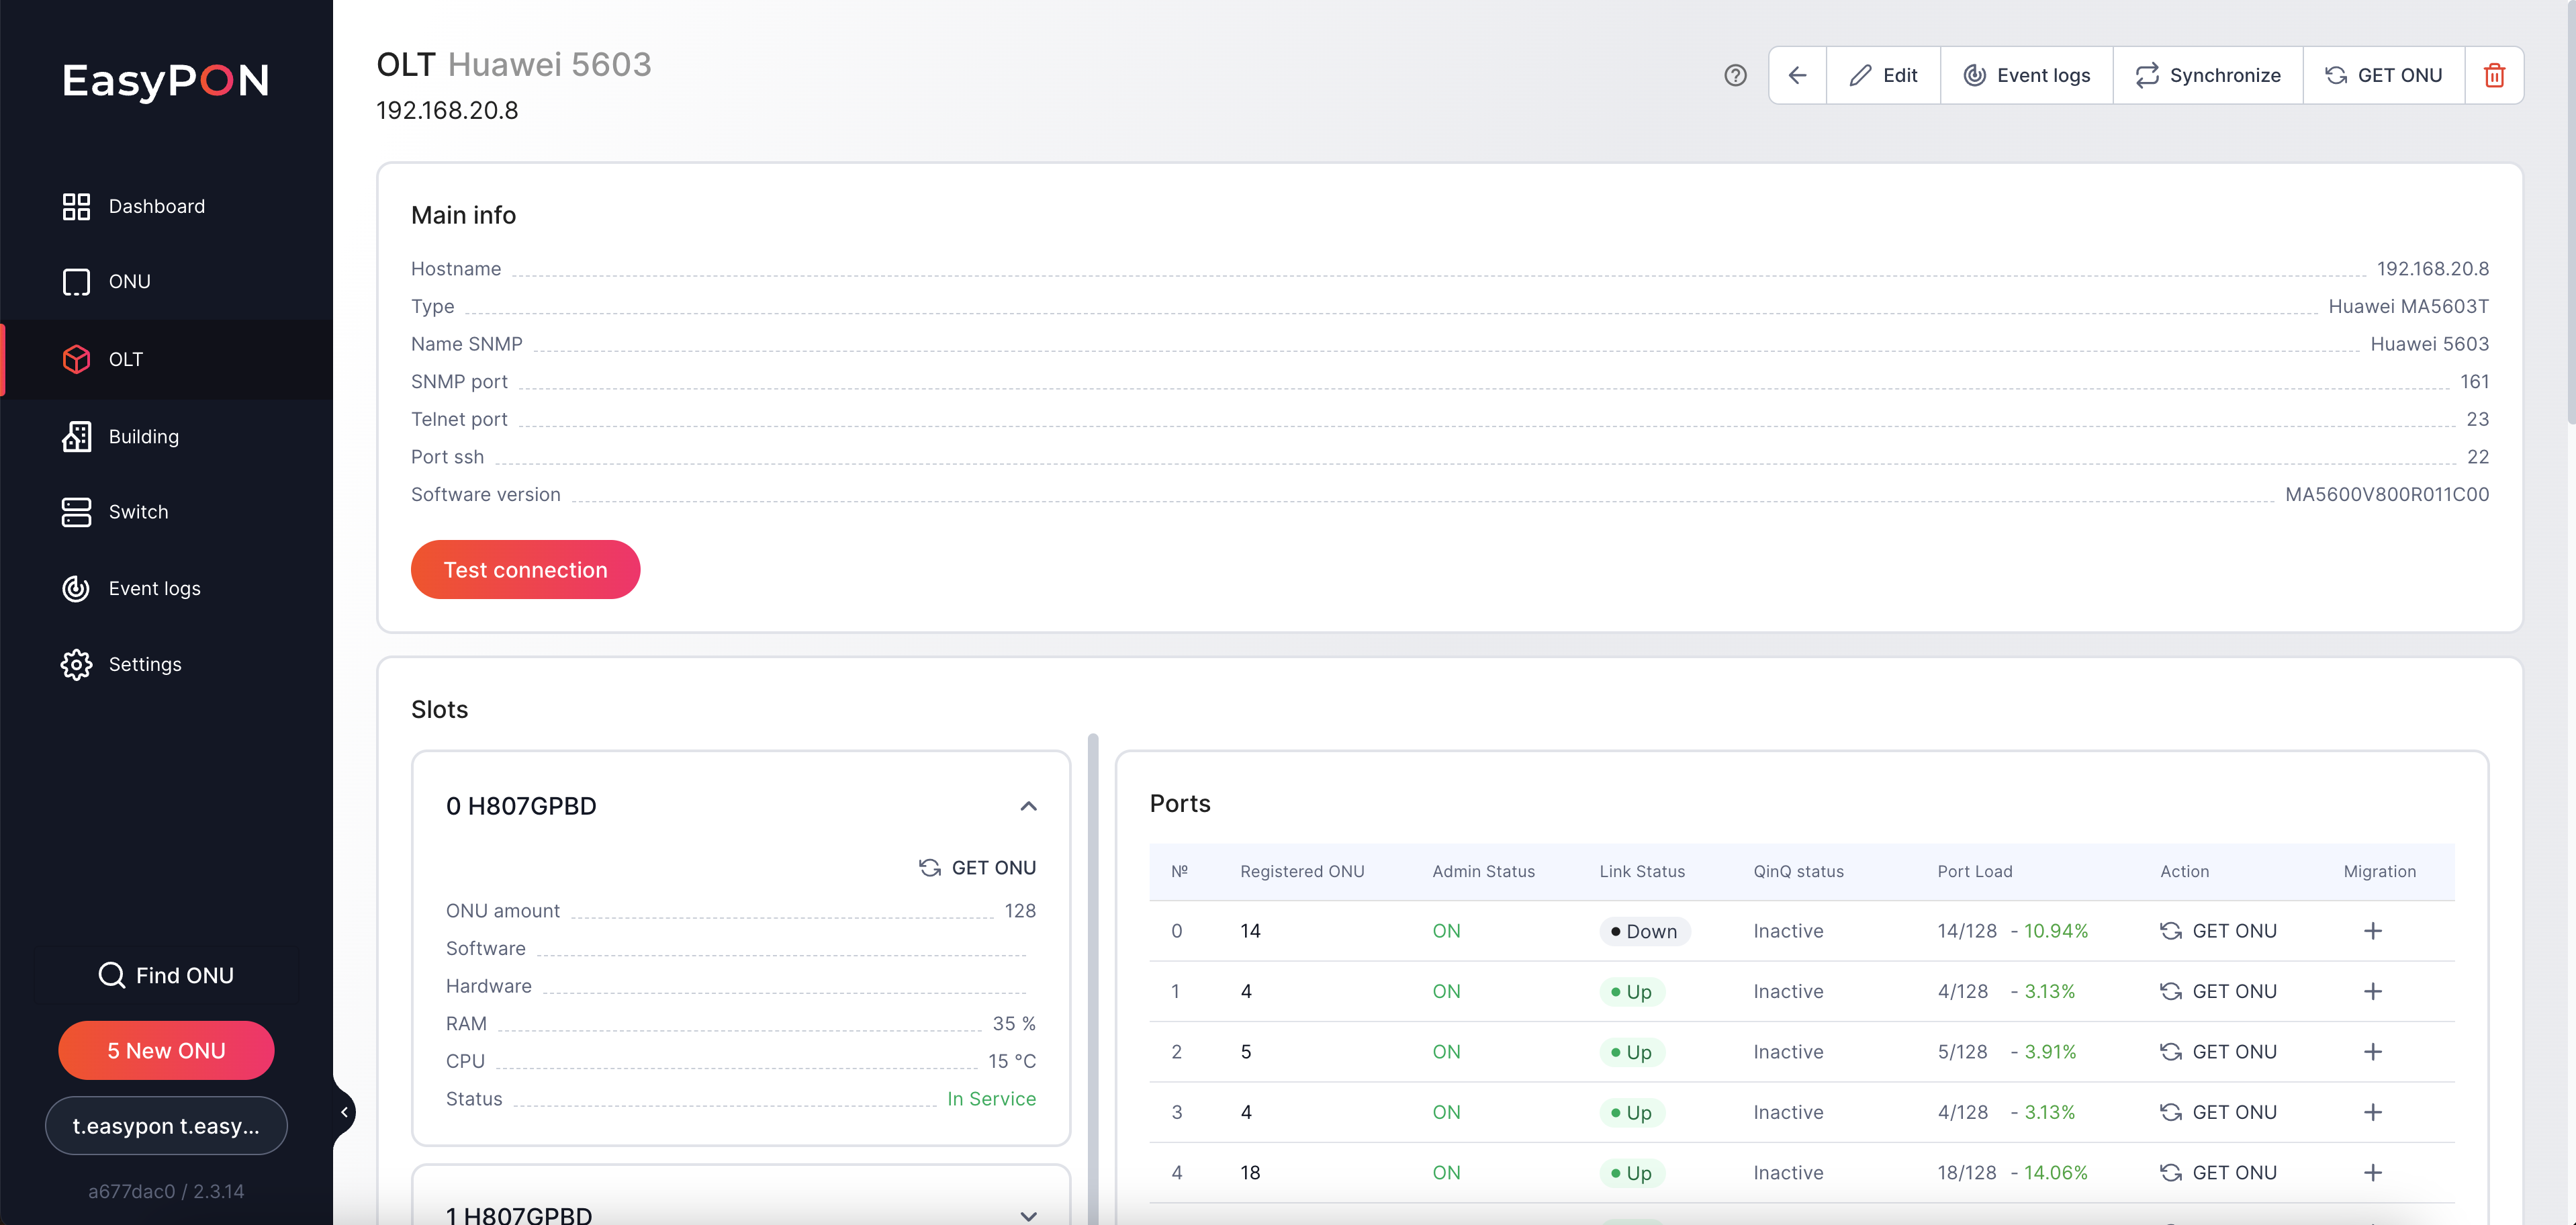 EasyPON
Dashboard
ONU
OLT
Building
Switch
Event logs
Settings
Find ONU
5 New ONU
t.easypon t.easy...
a677dac0 / 2.3.14
OLT Huawei 5603
192.168.20.8
Edit
Event logs
Synchronize
GET ONU
Main info
Hostname 192.168.20.8
Type Huawei MA5603T
Name SNMP Huawei 5603
SNMP port 161
Telnet port 23
Port ssh 22
Software version MA5600V800R011C00
Test connection
Slots
0 H807GPBD
GET ONU
ONU amount 128
Software
Hardware
RAM 35 %
CPU 15 °C
Status In Service
1 H807GPBD
Ports
№ Registered ONU Admin Status Link Status QinQ status Port Load Action Migration
0 14 ON Down Inactive 14/128 - 10.94% GET ONU +
1 4 ON Up Inactive 4/128 - 3.13% GET ONU +
2 5 ON Up Inactive 5/128 - 3.91% GET ONU +
3 4 ON Up Inactive 4/128 - 3.13% GET ONU +
4 18 ON Up Inactive 18/128 - 14.06% GET ONU +